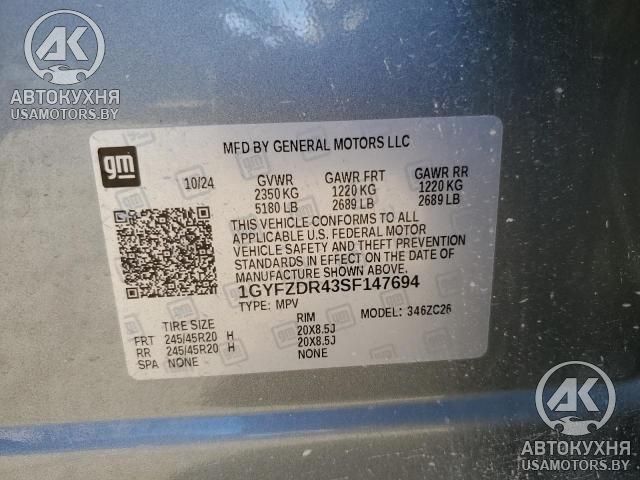 AK
АВТОКУХНЯ
USAMOTORS.BY
gm
MFD BY GENERAL MOTORS LLC
10/24
GVWR GAWR FRT GAWR RR
2350 KG 1220 KG 1220 KG
5180 LB 2689 LB 2689 LB
THIS VEHICLE CONFORMS TO ALL
APPLICABLE U.S. FEDERAL MOTOR
VEHICLE SAFETY AND THEFT PREVENTION
STANDARDS IN EFFECT ON THE DATE OF
MANUFACTURE SHOWN ABOVE.
1GYFZDR43SF147694
TYPE: MPV MODEL: 346ZC26
TIRE SIZE RIM
FRT 245/45R20 H 20X8.5J
RR 245/45R20 H 20X8.5J
SPA NONE NONE
AK
АВТОКУХНЯ
USAMOTORS.BY